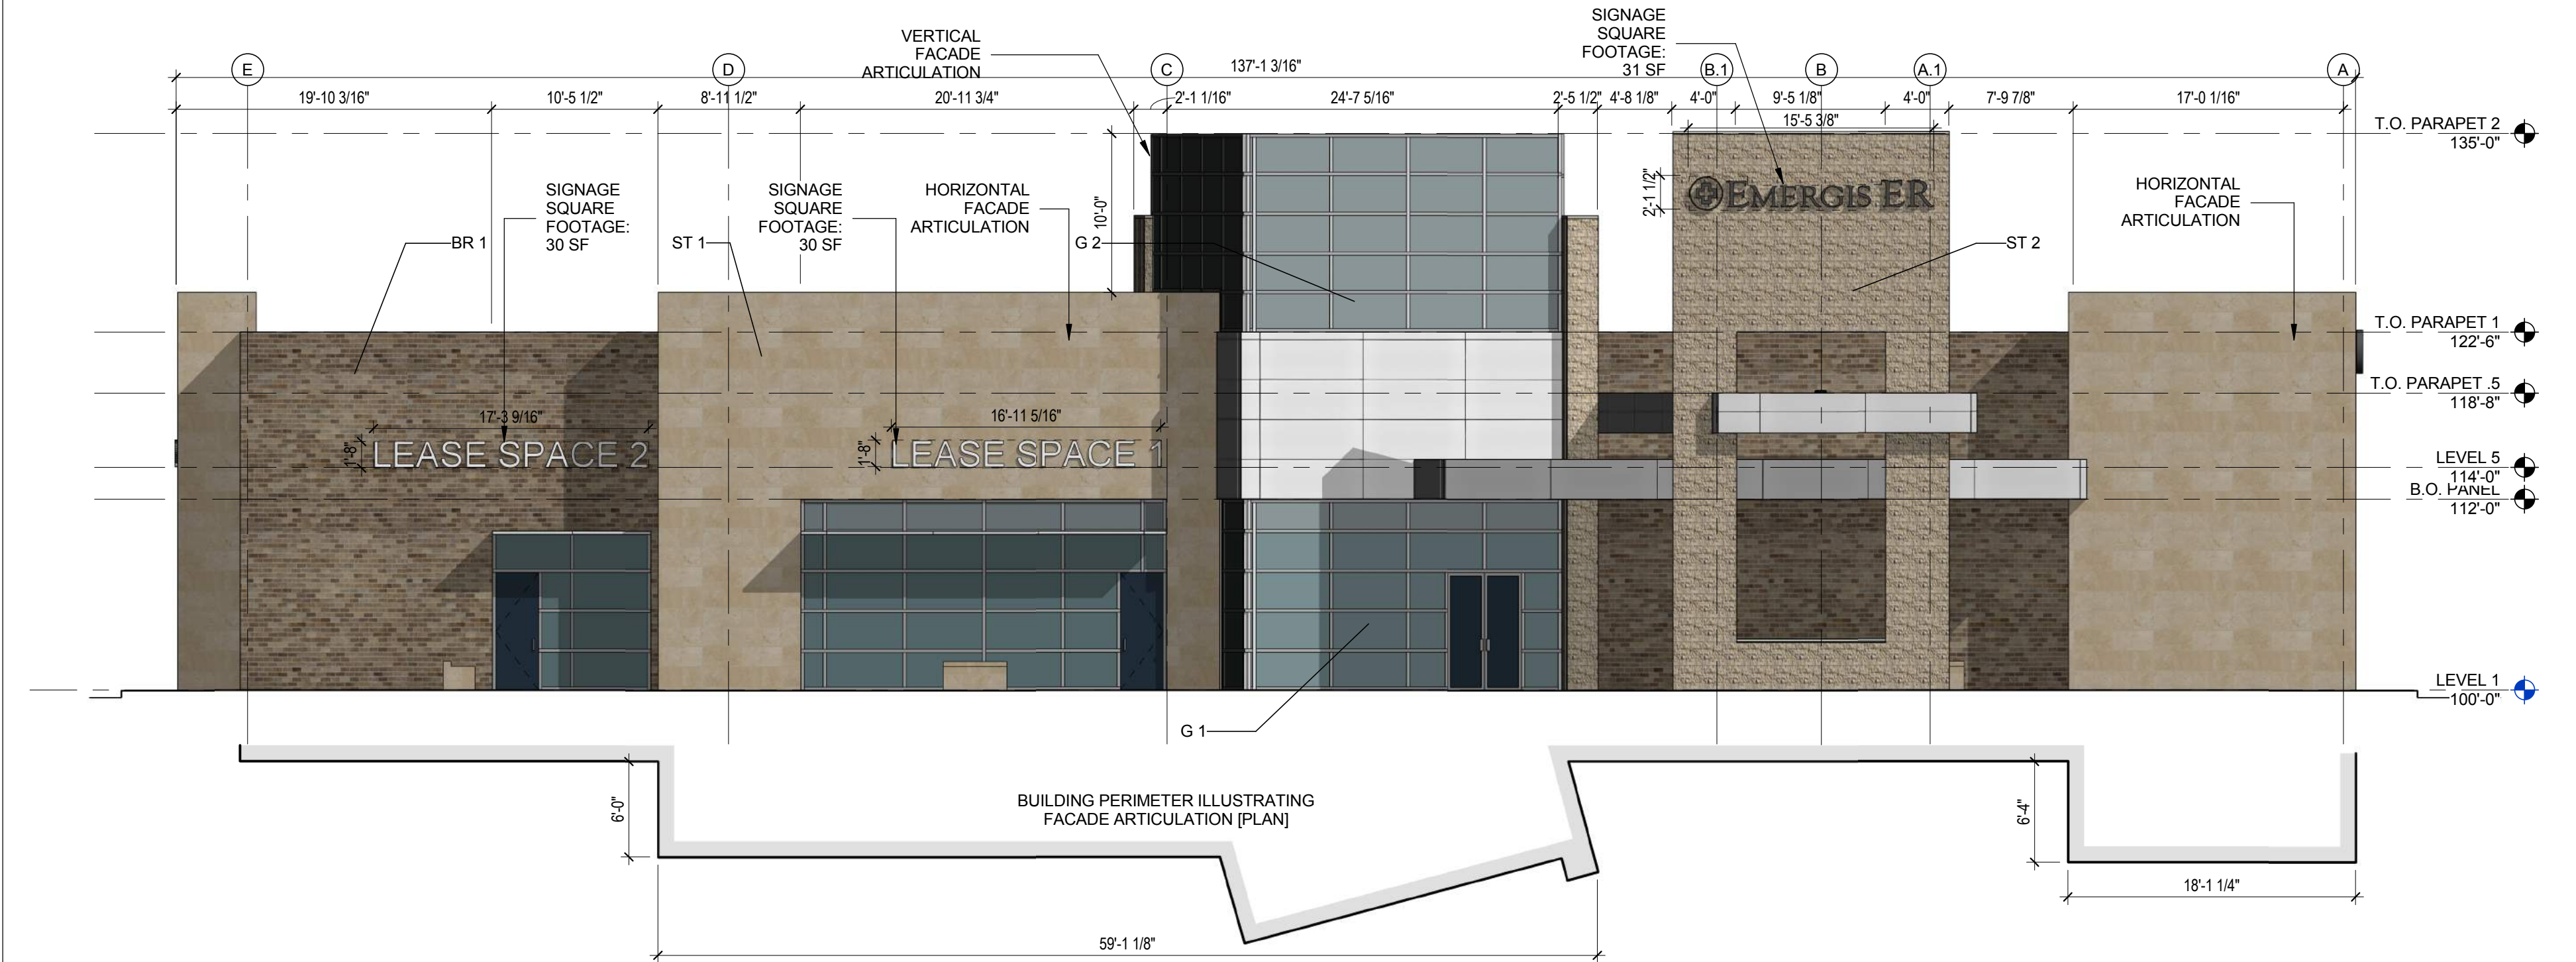 SIGNAGE
SQUARE
FOOTAGE:
31 SF
VERTICAL
FACADE
ARTICULATION
137'-1 3/16"
E
D
C
B.1
B
A.1
A
19'-10 3/16"
10'-5 1/2"
8'-11 1/2"
20'-11 3/4"
2'-1 1/16"
24'-7 5/16"
2'-5 1/2"
4'-8 1/8"
4'-0"
9'-5 1/8"
4'-0"
7'-9 7/8"
17'-0 1/16"
15'-5 3/8"
T.O. PARAPET 2
135'-0"
SIGNAGE
SQUARE
FOOTAGE:
30 SF
SIGNAGE
SQUARE
FOOTAGE:
30 SF
HORIZONTAL
FACADE
ARTICULATION
10'-0"
2'-1 1/2"
EMERGIS ER
HORIZONTAL
FACADE
ARTICULATION
BR 1
ST 1
G 2
ST 2
T.O. PARAPET 1
122'-6"
T.O. PARAPET .5
118'-8"
17'-3 9/16"
16'-11 5/16"
1'-8"
LEASE SPACE 2
1'-8"
LEASE SPACE 1
LEVEL 5
114'-0"
B.O. PANEL
112'-0"
LEVEL 1
100'-0"
G 1
6'-0"
BUILDING PERIMETER ILLUSTRATING
FACADE ARTICULATION [PLAN]
6'-4"
18'-1 1/4"
59'-1 1/8"